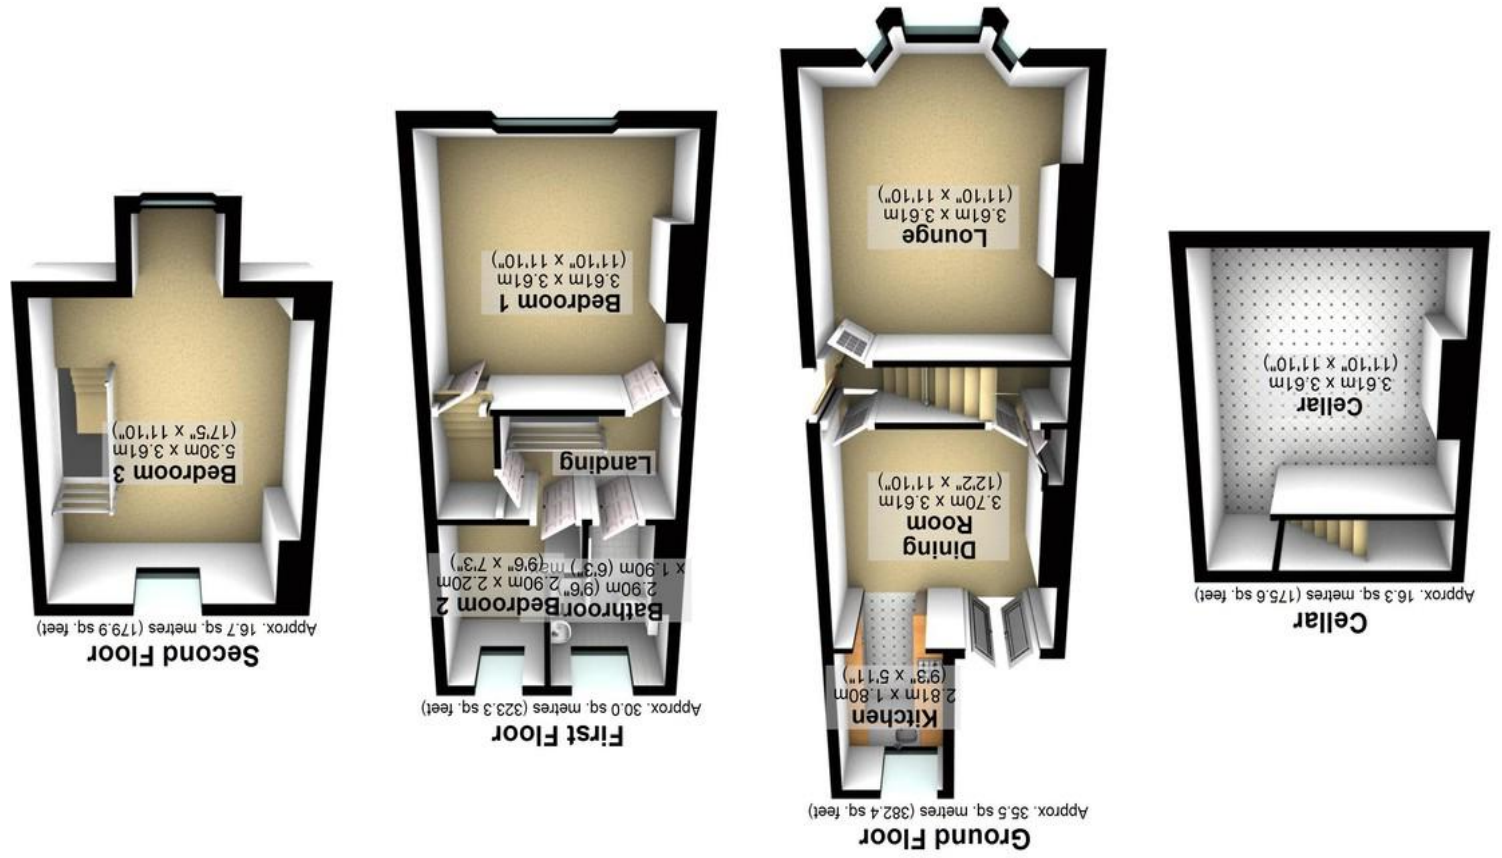 Cellar
Approx. 16.3 sq. metres (175.6 sq. feet)
Cellar
3.61m x 3.61m
(11'10" x 11'10")
Ground Floor
Approx. 35.5 sq. metres (382.4 sq. feet)
Kitchen
2.81m x 1.80m
(9'3" x 5'11")
Dining
Room
3.70m x 3.61m
(12'2" x 11'10")
Lounge
3.61m x 3.61m
(11'10" x 11'10")
First Floor
Approx. 30.0 sq. metres (323.3 sq. feet)
Bathroom
2.90m (9'6")
x 1.90m (6'3") max
Bedroom 2
2.90m x 2.20m
(9'6" x 7'3")
Landing
Bedroom 1
3.61m x 3.61m
(11'10" x 11'10")
Second Floor
Approx. 16.7 sq. metres (179.9 sq. feet)
Bedroom 3
5.30m x 3.61m
(17'5" x 11'10")